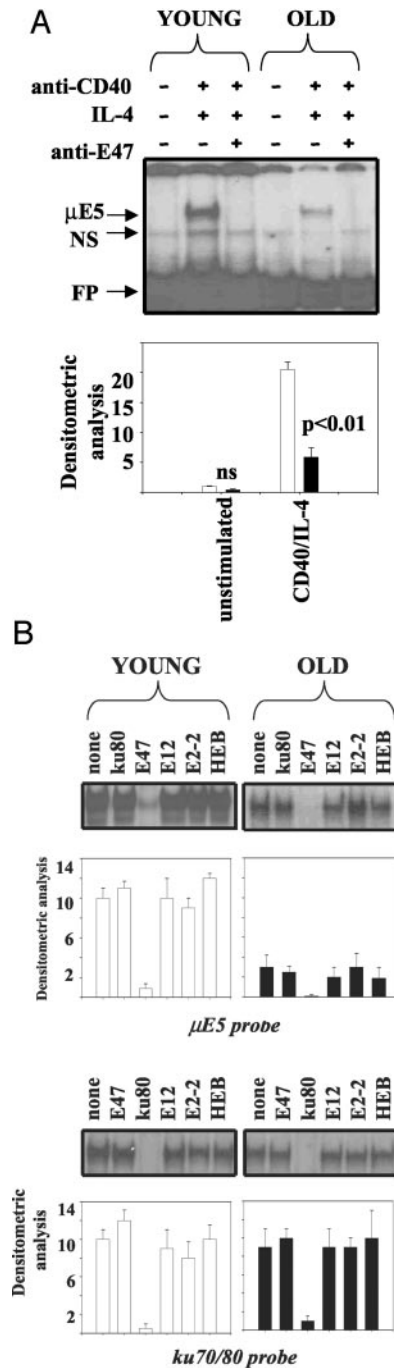 A
YOUNG OLD
anti-CD40 - + + - + +
IL-4 - + + - + +
anti-E47 + +
μE5
NS
FP
Densitometric analysis
20
15
10
5
ns
p<0.01
unstimulated
CD40/IL-4
B
YOUNG OLD
none ku80 E47 E12 E2-2 HEB none ku80 E47 E12 E2-2 HEB
Densitometric analysis
14
10
6
2
μE5 probe
none E47 ku80 E12 E2-2 HEB none E47 ku80 E12 E2-2 HEB
Densitometric analysis
14
10
6
2
ku70/80 probe